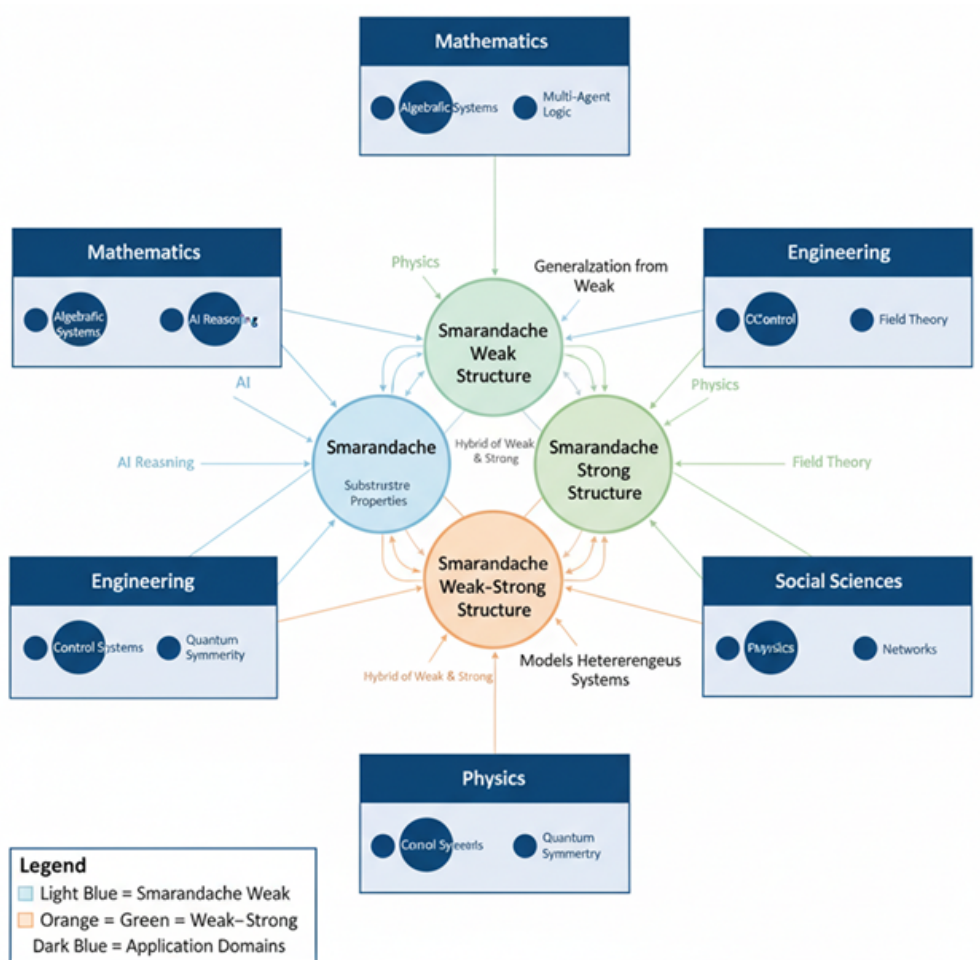 Mathematics
Algebrafic Systems
Multi-Agent
Logic
Mathematics
Algebrafic
Systems
AI Reasoning
Physics
Generalzation from
Weak
Engineering
CControl
Field Theory
Smarandache
Weak
Structure
AI
Physics
Smarandache
Substrustre
Properties
Hybrid of Weak
& Strong
Smarandache
Strong
Structure
AI Reasning
Field Theory
Engineering
Control Systems
Quantum
Symmerity
Smarandache
Weak-Strong
Structure
Social Sciences
Networks
Hybrid of Weak & Strong
Models Hetererengeus
Systems
Physics
Quantum
Symmertry
Legend
Light Blue = Smarandache Weak
Orange = Green = Weak–Strong
Dark Blue = Application Domains